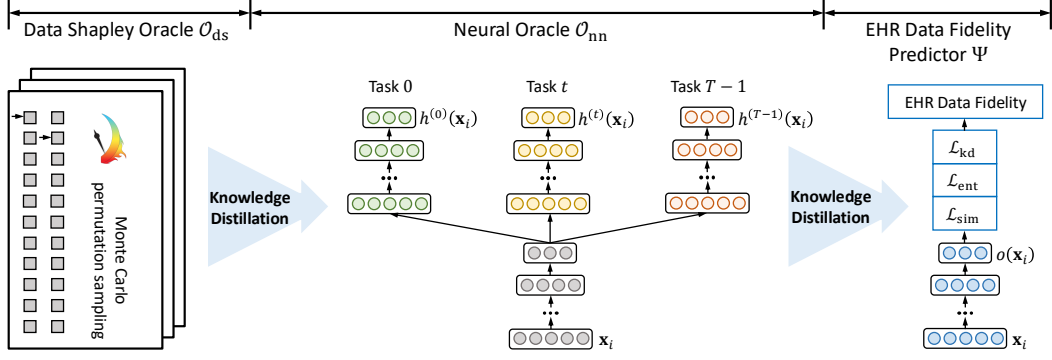 Data Shapley Oracle 𝒪ds
Neural Oracle 𝒪nn
EHR Data Fidelity
Predictor Ψ
Monte Carlo
permutation sampling
Knowledge
Distillation
Task 0
Task t
Task T − 1
h⁽⁰⁾(xᵢ)
h⁽ᵗ⁾(xᵢ)
h⁽ᵀ⁻¹⁾(xᵢ)
...
...
...
...
xᵢ
Knowledge
Distillation
EHR Data Fidelity
ℒkd
ℒent
ℒsim
o(xᵢ)
...
xᵢ